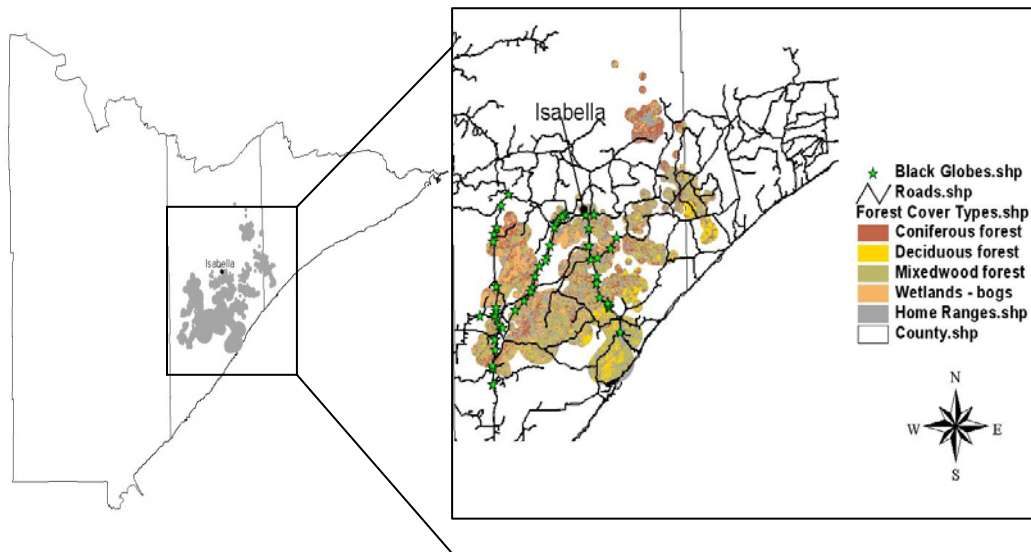 Isabella
Isabella
Black Globes.shp
Roads.shp
Forest Cover Types.shp
Coniferous forest
Deciduous forest
Mixedwood forest
Wetlands - bogs
Home Ranges.shp
County.shp
N
W E
S